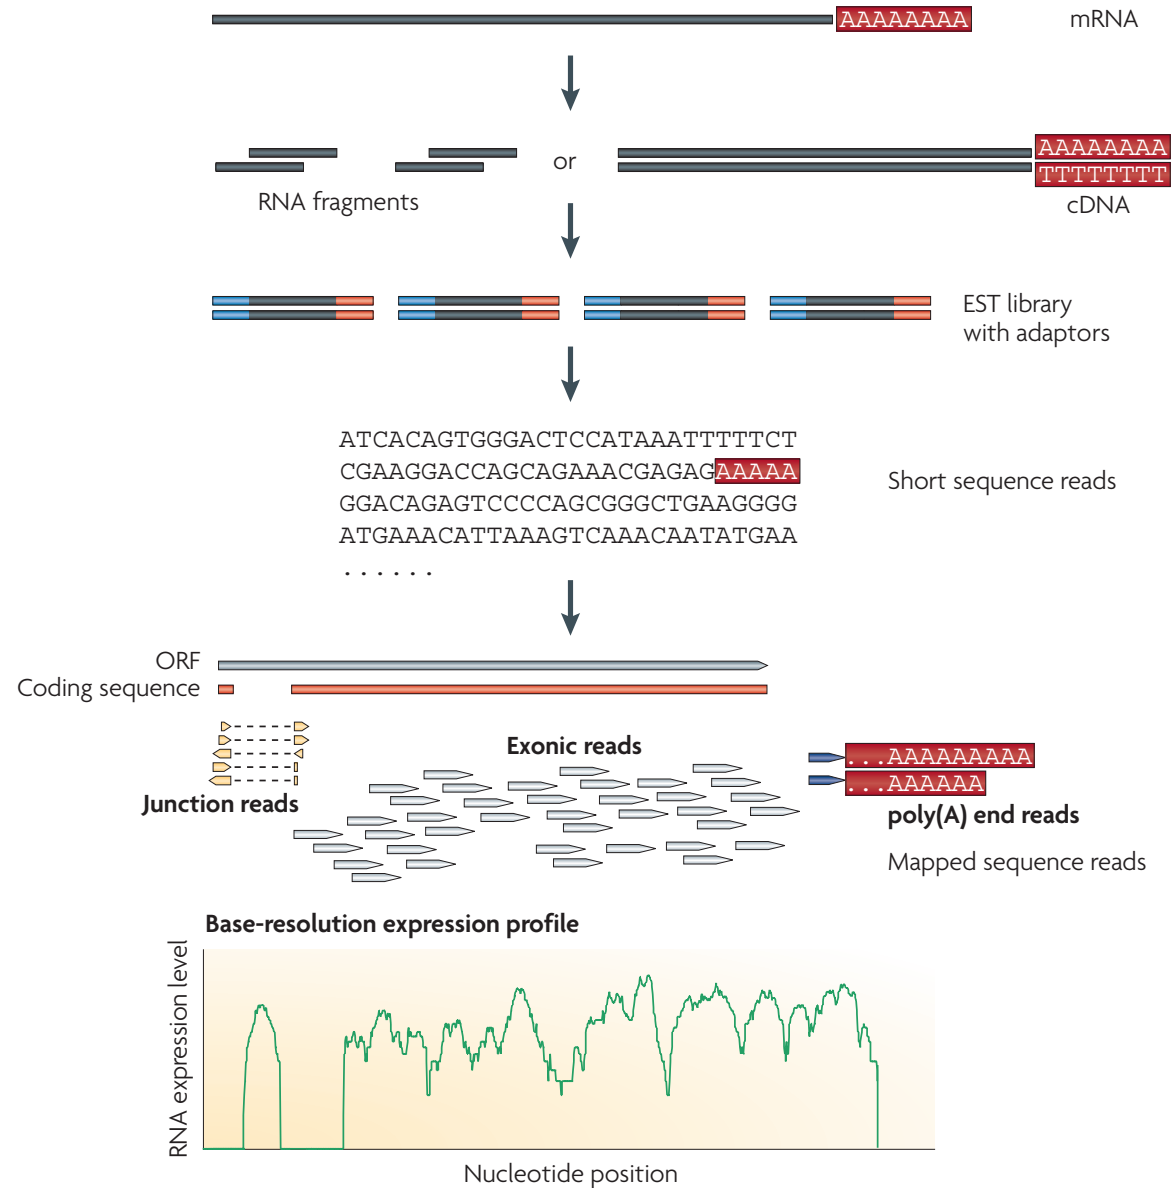 AAAAAAAA mRNA
AAAAAAAA
or
TTTTTTTT
RNA fragments
cDNA
EST library
with adaptors
ATCACAGTGGGACTCCATAAATTTTTCT
CGAAGGACCAGCAGAAACGAGAGAAAAA
Short sequence reads
GGACAGAGTCCCCAGCGGGCTGAAGGGG
ATGAAACATTAAAGTCAAACAATATGAA
. . . . . .
ORF
Coding sequence
Exonic reads
...AAAAAAAAA
...AAAAAA
Junction reads
poly(A) end reads
Mapped sequence reads
Base-resolution expression profile
RNA expression level
Nucleotide position